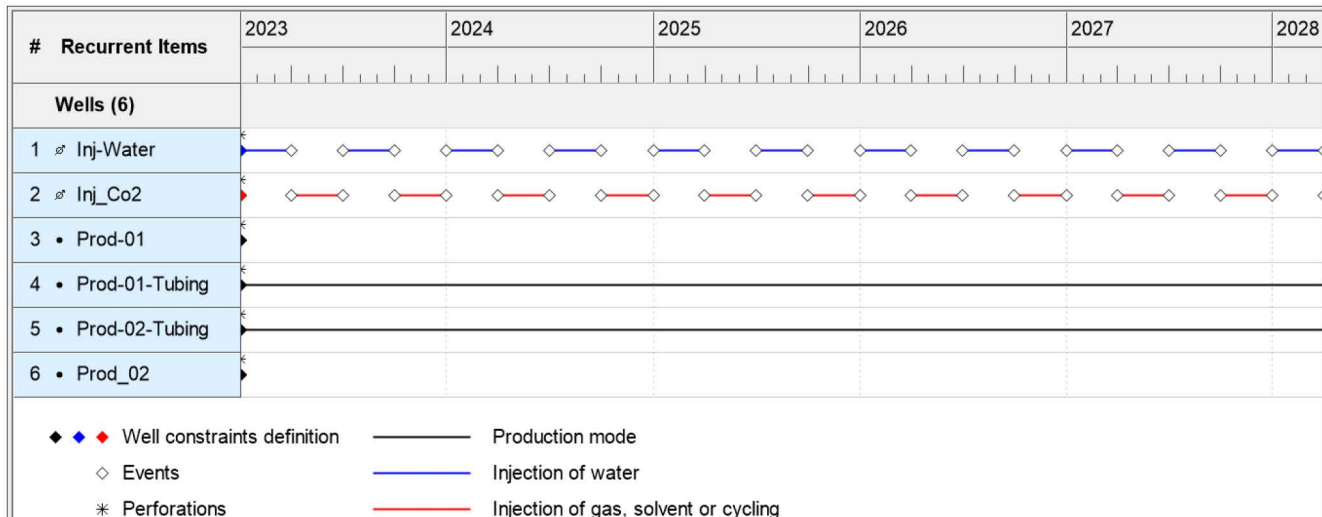 2023 2024 2025 2026 2027 2028
# Recurrent Items
Wells (6)
1 Inj-Water
2 Inj_Co2
3 Prod-01
4 Prod-01-Tubing
5 Prod-02-Tubing
6 Prod_02
Well constraints definition Production mode
Events Injection of water
Perforations Injection of gas, solvent or cycling